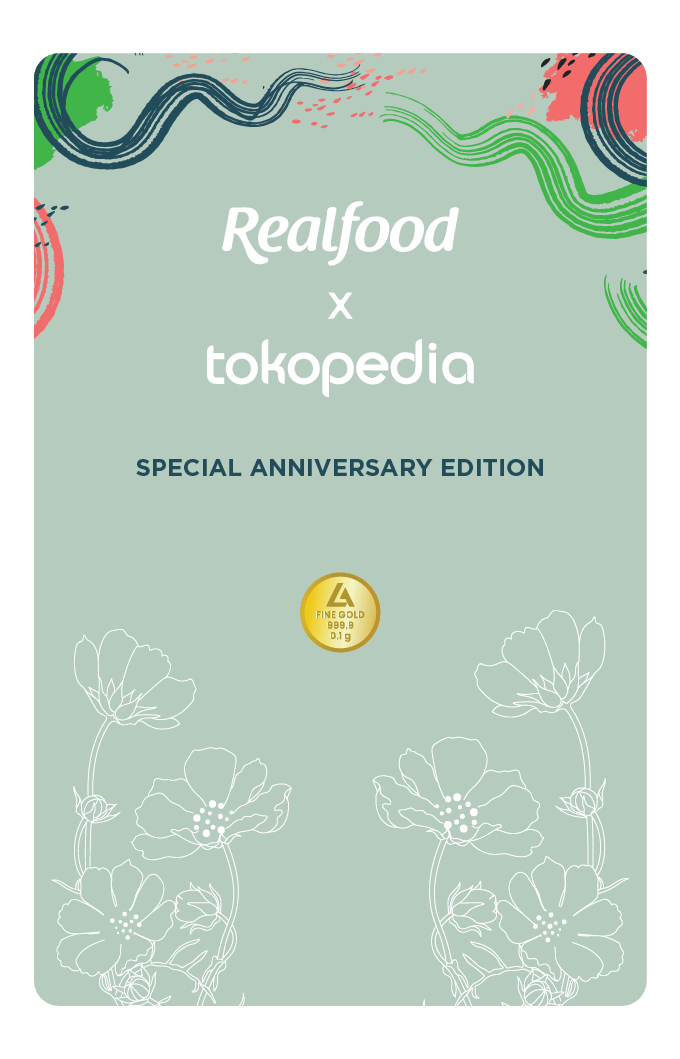 Realfood
x
tokopedia
SPECIAL ANNIVERSARY EDITION
FINE GOLD
999,9
0,1 g